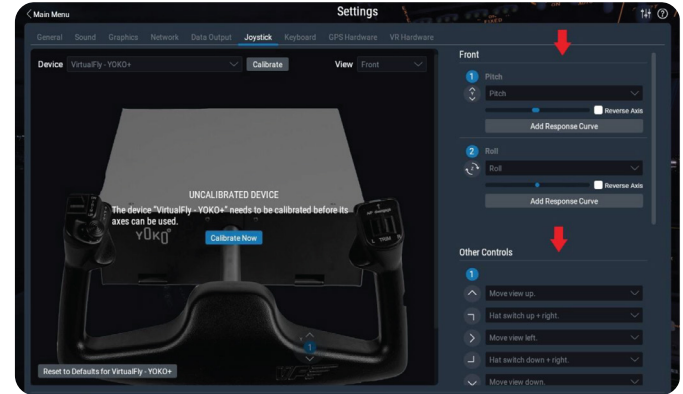 Main Menu
Settings
General Sound Graphics Network Data Output Joystick Keyboard GPS Hardware VR Hardware
Device VirtualFly - YOKO+ Calibrate View Front
UNCALIBRATED DEVICE
The device "VirtualFly - YOKO+" needs to be calibrated before its
axes can be used.
YOKO
Calibrate Now
TRIM
1
Reset to Defaults for VirtualFly - YOKO+
Front
1 Pitch
Pitch
Reverse Axis
Add Response Curve
2 Roll
Roll
Reverse Axis
Add Response Curve
Other Controls
1
Move view up.
Hat switch up + right.
Move view left.
Hat switch down + right.
Move view down.